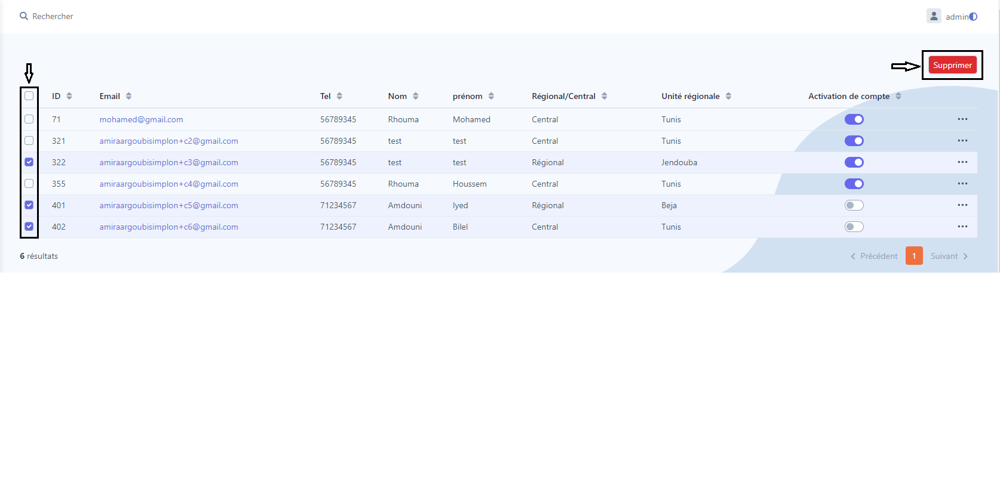 Rechercher
admin
Supprimer
ID Email Tel Nom prénom Régional/Central Unité régionale Activation de compte
71 mohamed@gmail.com 56789345 Rhouma Mohamed Central Tunis ...
321 amiraargoubisimplon+c2@gmail.com 56789345 test test Central Tunis ...
322 amiraargoubisimplon+c3@gmail.com 56789345 test test Régional Jendouba ...
355 amiraargoubisimplon+c4@gmail.com 56789345 Rhouma Houssem Central Tunis ...
401 amiraargoubisimplon+c5@gmail.com 71234567 Amdouni Iyed Régional Beja ...
402 amiraargoubisimplon+c6@gmail.com 71234567 Amdouni Bilel Central Tunis ...
6 résultats Précédent 1 Suivant